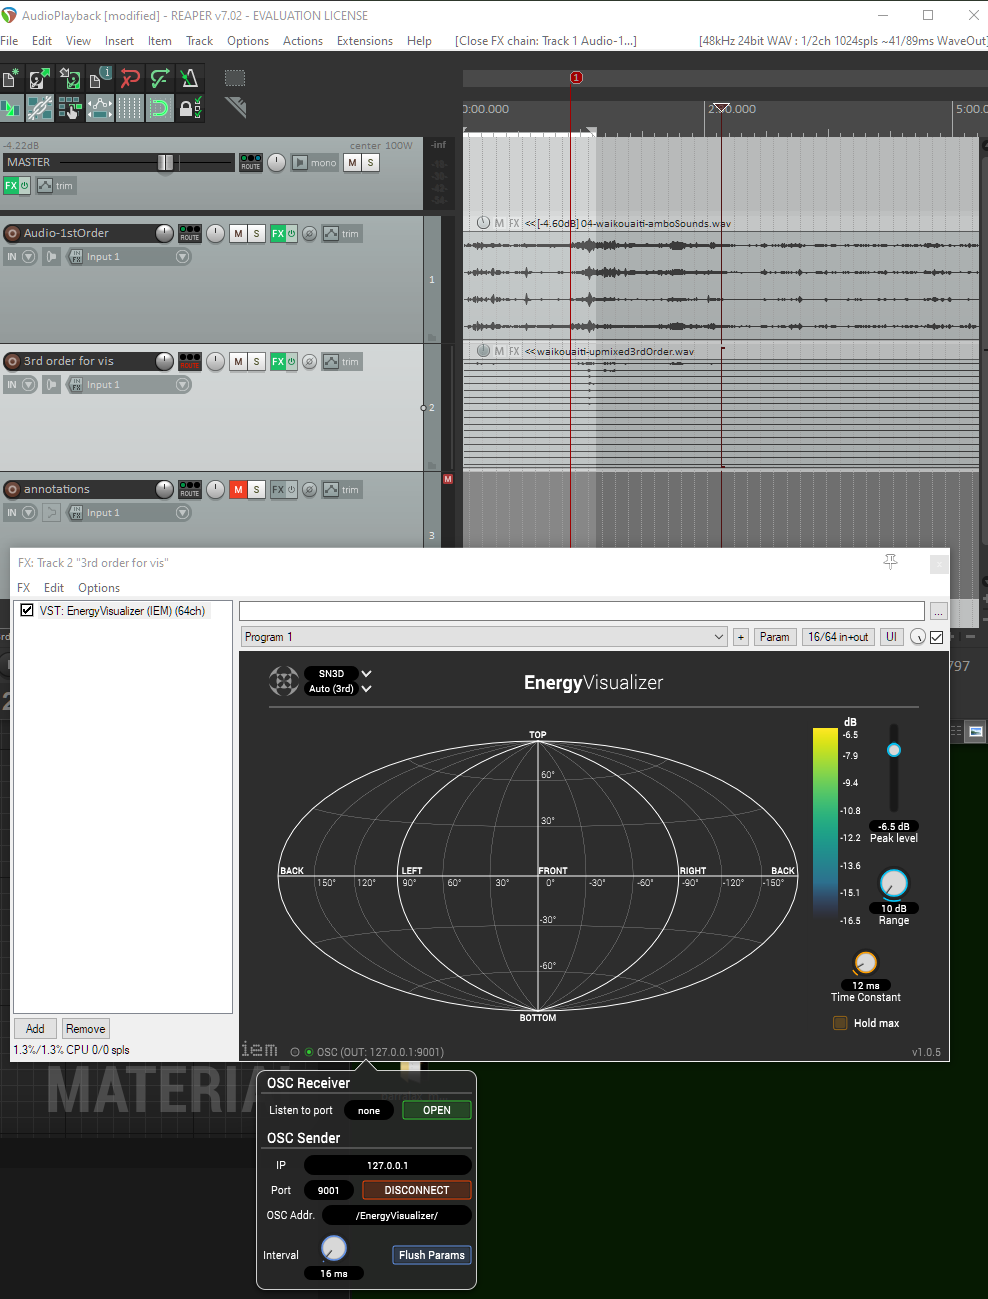 AudioPlayback [modified] - REAPER v7.02 - EVALUATION LICENSE
File Edit View Insert Item Track Options Actions Extensions Help [Close FX chain: Track 1 Audio-1...] [48kHz 24bit WAV : 1/2ch 1024spls ~41/89ms WaveOut]
1
0:00.000 2:00.000 5:00.0
-4.22dB center 100W -inf
MASTER ROUTE mono M S
FX trim
<<[-4.60dB] 04-waikouaiti-amboSounds.wav
M FX
Audio-1stOrder ROUTE M S FX trim
IN IN FX Input 1
1
M FX <<waikouaiti-upmixed3rdOrder.wav
3rd order for vis ROUTE M S FX trim
IN IN FX Input 1
2
M
annotations ROUTE M S FX trim
IN IN FX Input 1
3
FX: Track 2 "3rd order for vis"
FX Edit Options
VST: EnergyVisualizer (IEM) (64ch)
...
Program 1 + Param 16/64 in+out UI
797
SN3D
Auto (3rd)
EnergyVisualizer
dB
TOP
-6.5
-7.9
-9.4
-10.8
-12.2
-13.6
-15.1
-16.5
60°
30°
BACK LEFT FRONT RIGHT BACK
150° 120° 90° 60° 30° 0° -30° -60° -90° -120° -150°
-30°
-60°
BOTTOM
-6.5 dB
Peak level
10 dB
Range
12 ms
Time Constant
Hold max
Add Remove
1.3%/1.3% CPU 0/0 spls
iem OSC (OUT: 127.0.0.1:9001) v1.0.5
MATERIA
OSC Receiver
Listen to port none OPEN
OSC Sender
IP 127.0.0.1
Port 9001 DISCONNECT
OSC Addr. /EnergyVisualizer/
Interval Flush Params
16 ms